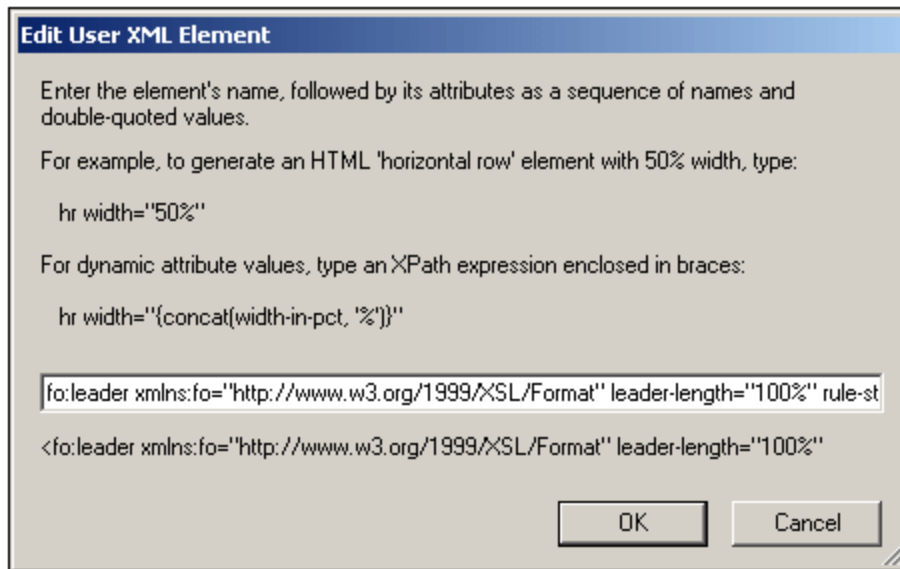 Edit User XML Element
Enter the element's name, followed by its attributes as a sequence of names and
double-quoted values.
For example, to generate an HTML 'horizontal row' element with 50% width, type:
hr width="50%"
For dynamic attribute values, type an XPath expression enclosed in braces:
hr width="{concat(width-in-pct, '%')}"
fo:leader xmlns:fo="http://www.w3.org/1999/XSL/Format" leader-length="100%" rule-st
<fo:leader xmlns:fo="http://www.w3.org/1999/XSL/Format" leader-length="100%"
OK Cancel